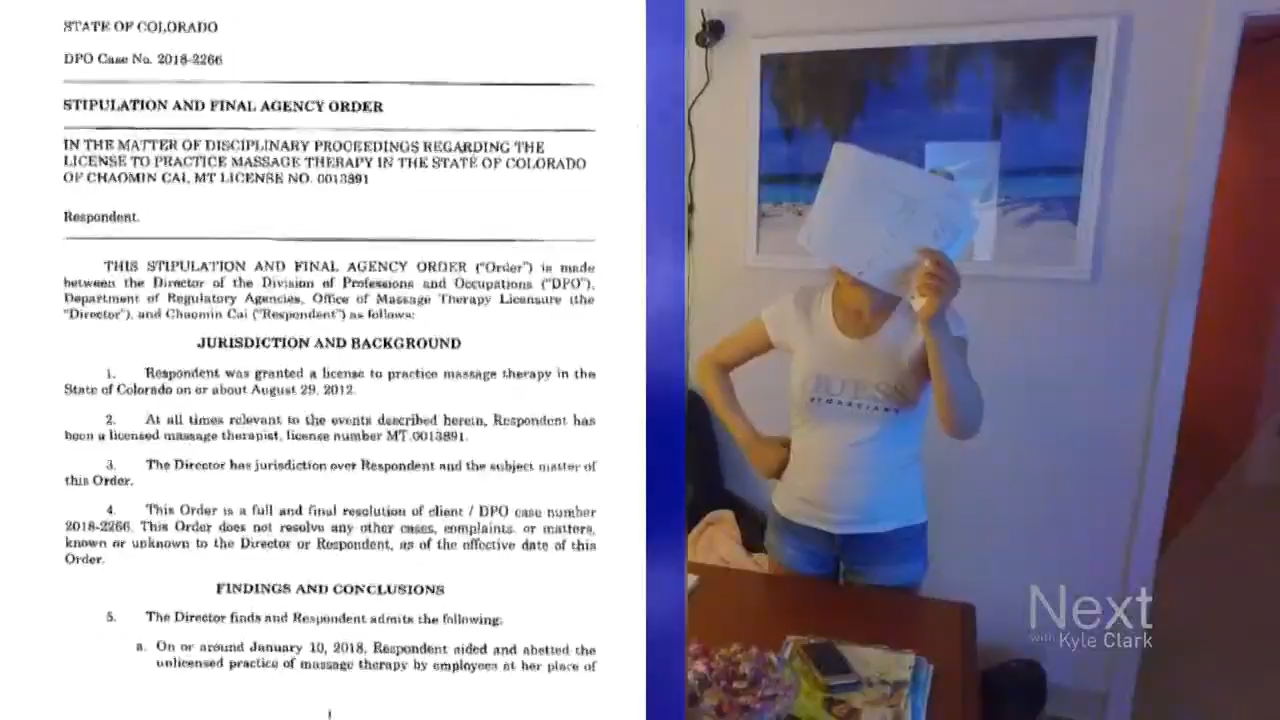 STATE OF COLORADO
DPO Case No. 2018-2266
STIPULATION AND FINAL AGENCY ORDER
IN THE MATTER OF DISCIPLINARY PROCEEDINGS REGARDING THE
LICENSE TO PRACTICE MASSAGE THERAPY IN THE STATE OF COLORADO
OF CHAOMIN CAI, MT LICENSE NO. 0013891
Respondent.
THIS STIPULATION AND FINAL AGENCY ORDER ("Order") is made
between the Director of the Division of Professions and Occupations ("DPO"),
Department of Regulatory Agencies, Office of Massage Therapy Licensure (the
"Director"), and Chaomin Cai ("Respondent") as follows:
JURISDICTION AND BACKGROUND
1. Respondent was granted a license to practice massage therapy in the
State of Colorado on or about August 29, 2012.
2. At all times relevant to the events described herein, Respondent has
been a licensed massage therapist, license number MT.0013891.
3. The Director has jurisdiction over Respondent and the subject matter of
this Order.
4. This Order is a full and final resolution of client / DPO case number
2018-2266. This Order does not resolve any other cases, complaints, or matters,
known or unknown to the Director or Respondent, as of the effective date of this
Order.
FINDINGS AND CONCLUSIONS
5. The Director finds and Respondent admits the following:
a. On or around January 10, 2018, Respondent aided and abetted the
unlicensed practice of massage therapy by employees at her place of
1
GUESS
Next
with Kyle Clark